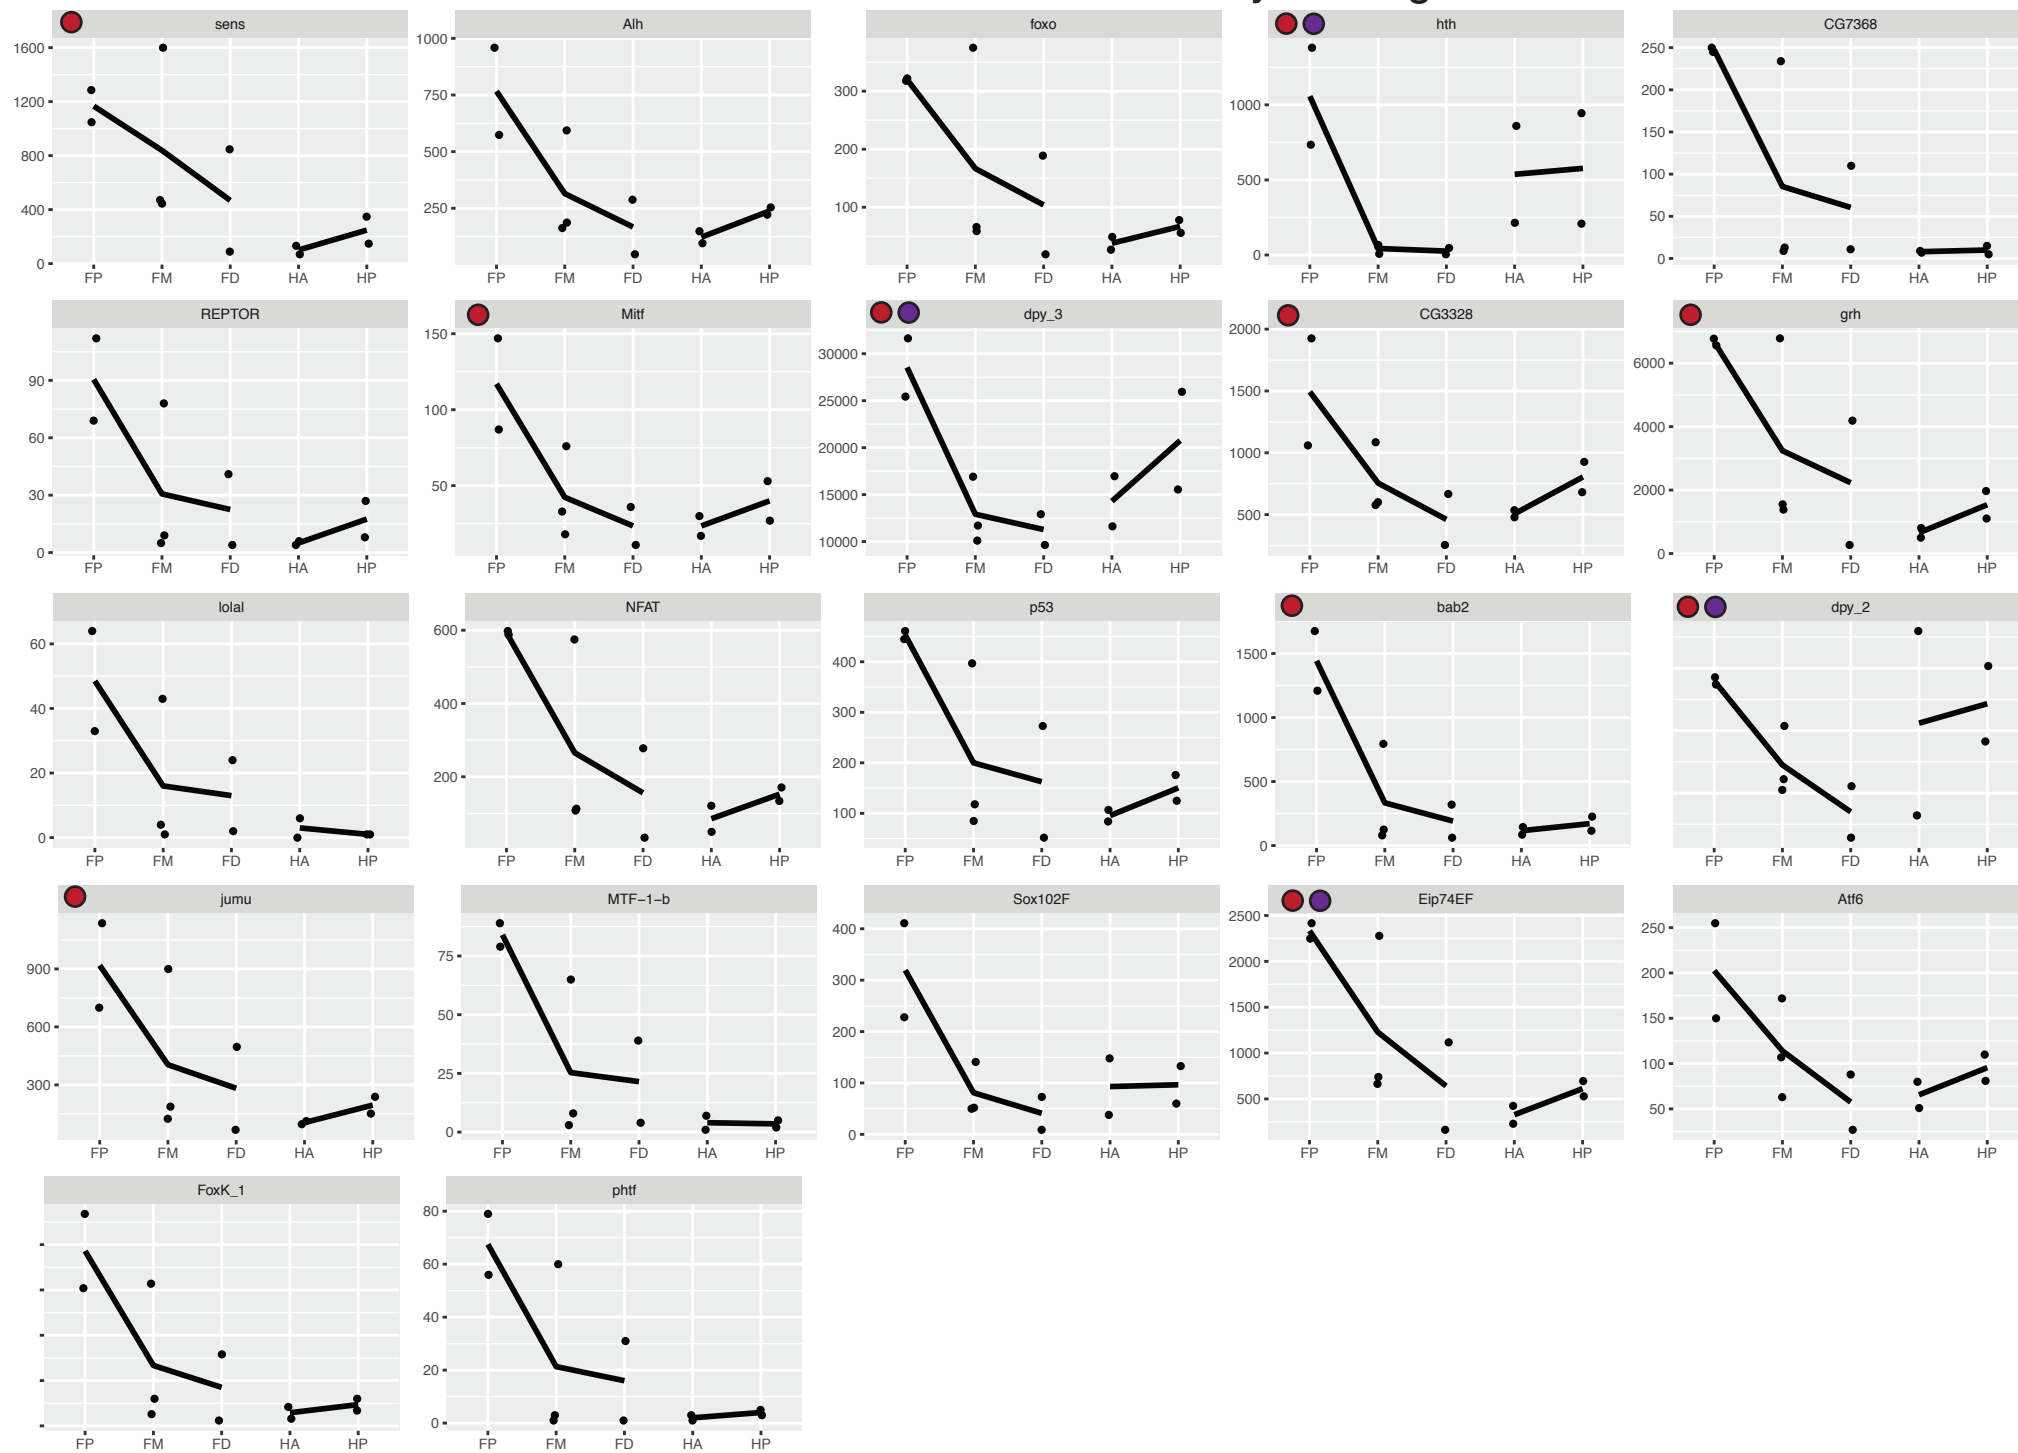 sens
1600
1200
800
400
0
FP FM FD HA HP
Alh
1000
750
500
250
FP FM FD HA HP
foxo
300
200
100
FP FM FD HA HP
hth
1000
500
0
FP FM FD HA HP
CG7368
250
200
150
100
50
0
FP FM FD HA HP
REPTOR
90
60
30
0
FP FM FD HA HP
Mitf
150
100
50
FP FM FD HA HP
dpy_3
30000
25000
20000
15000
10000
FP FM FD HA HP
CG3328
2000
1500
1000
500
FP FM FD HA HP
grh
6000
4000
2000
0
FP FM FD HA HP
lolal
60
40
20
0
FP FM FD HA HP
NFAT
600
400
200
FP FM FD HA HP
p53
400
300
200
100
FP FM FD HA HP
bab2
1500
1000
500
0
FP FM FD HA HP
dpy_2
FP FM FD HA HP
jumu
900
600
300
FP FM FD HA HP
MTF−1−b
75
50
25
0
FP FM FD HA HP
Sox102F
400
300
200
100
0
FP FM FD HA HP
Eip74EF
2500
2000
1500
1000
500
FP FM FD HA HP
Atf6
250
200
150
100
50
FP FM FD HA HP
FoxK_1
FP FM FD HA HP
phtf
80
60
40
20
0
FP FM FD HA HP